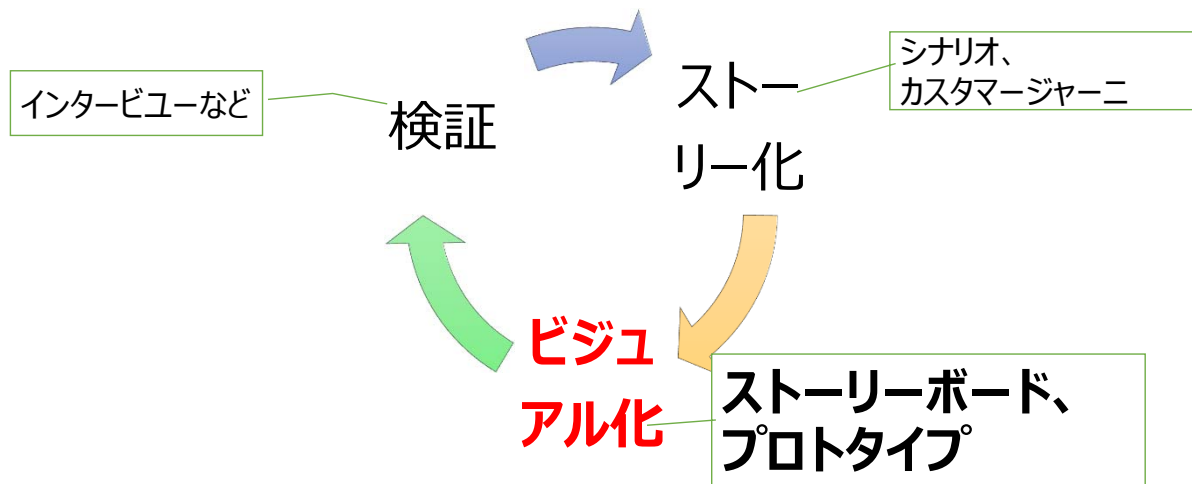 シナリオ、
カスタマージャーニ
ストー
リー化
インタービユーなど
検証
ビジュ
アル化
ストーリーボード、
プロトタイプ